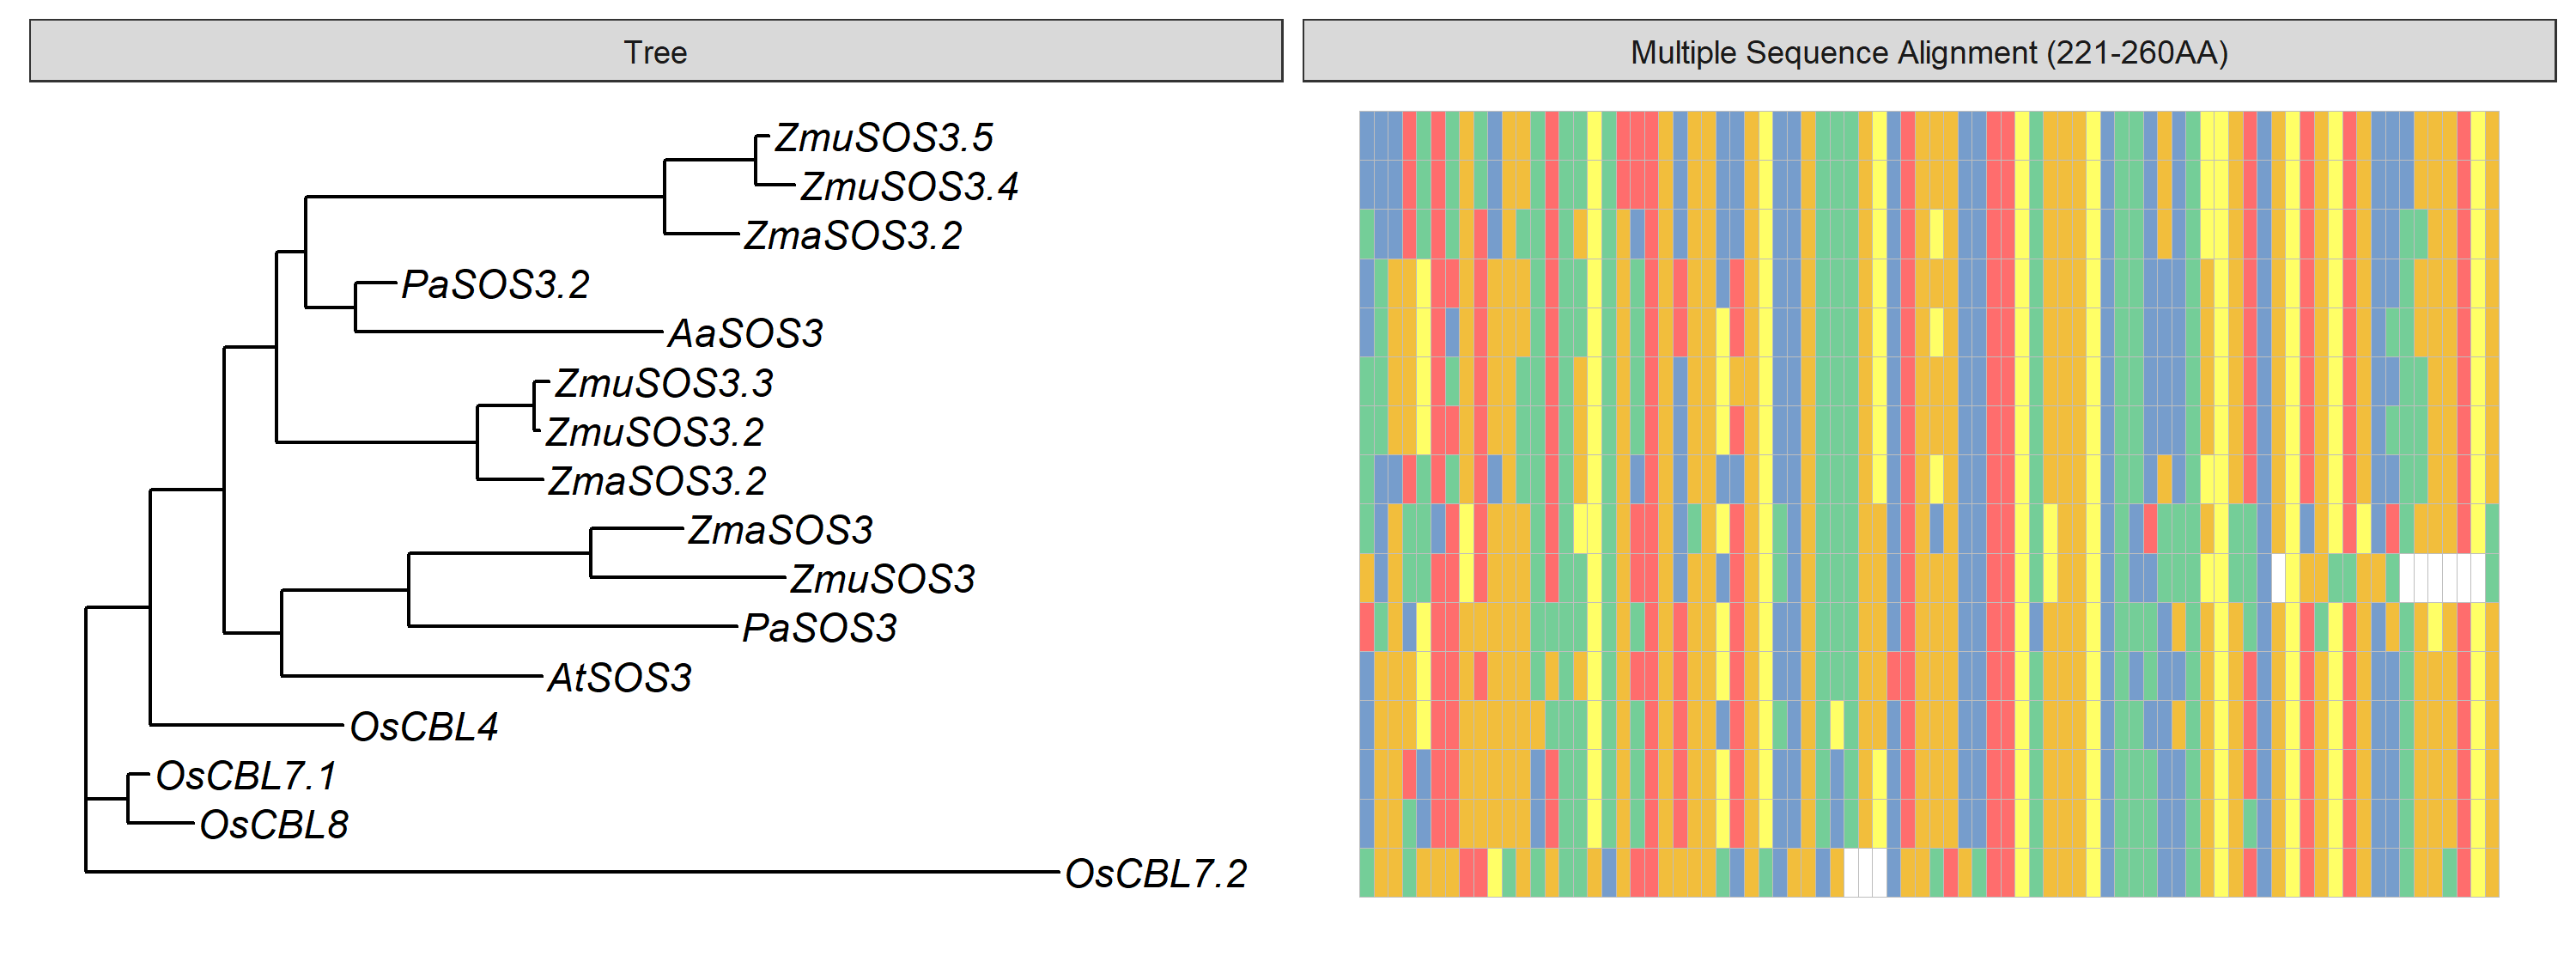 Tree
Multiple Sequence Alignment (221-260AA)
ZmuSOS3.5
ZmuSOS3.4
ZmaSOS3.2
PaSOS3.2
AaSOS3
ZmuSOS3.3
ZmuSOS3.2
ZmaSOS3.2
ZmaSOS3
ZmuSOS3
PaSOS3
AtSOS3
OsCBL4
OsCBL7.1
OsCBL8
OsCBL7.2